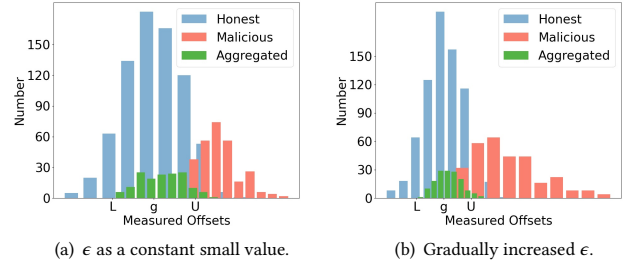 Number
150
120
90
60
30
0
Honest
Malicious
Aggregated
L g U
Measured Offsets
(a) ϵ as a constant small value.
Number
150
120
90
60
30
0
Honest
Malicious
Aggregated
L g U
Measured Offsets
(b) Gradually increased ϵ.